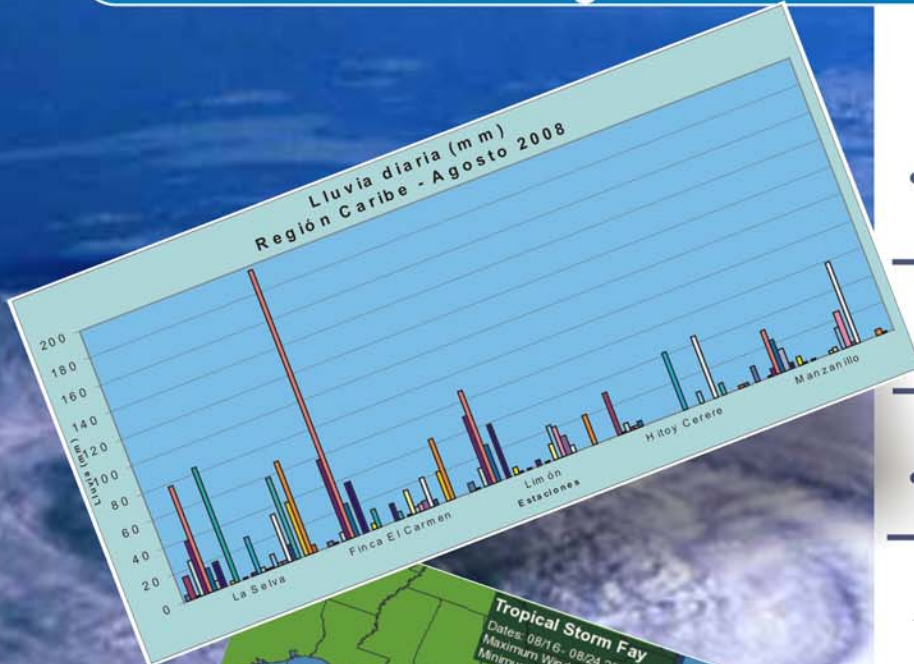 Lluvia diaria (mm)
Región Caribe - Agosto 2008
Lluvia (mm)
200
180
160
140
120
100
80
60
40
20
0
La Selva
Finca El Carmen
Limón
Hitoy Cerere
Manzanillo
Estaciones
Tropical Storm Fay
Dates: 08/16 - 08/24
Maximum